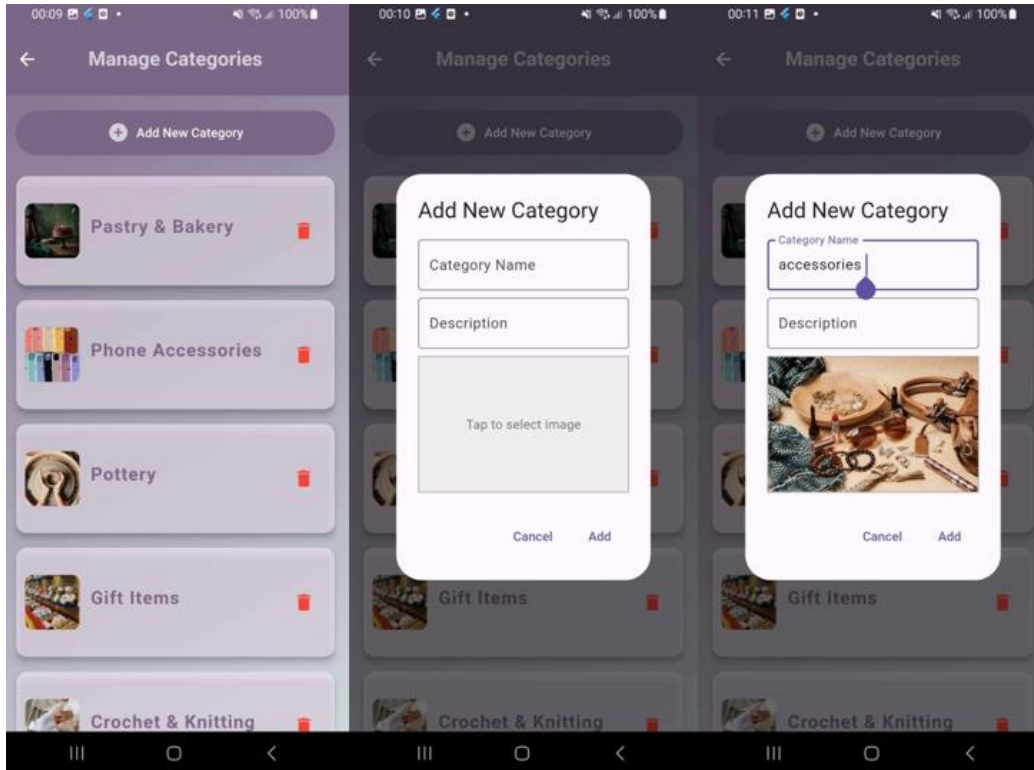 00:09
100%
Manage Categories
Add New Category
Pastry & Bakery
Phone Accessories
Pottery
Gift Items
Crochet & Knitting
00:10
100%
Manage Categories
Add New Category
Add New Category
Category Name
Description
Tap to select image
Cancel Add
Gift Items
Crochet & Knitting
00:11
100%
Manage Categories
Add New Category
Add New Category
Category Name
accessories
Description
Cancel Add
Gift Items
Crochet & Knitting